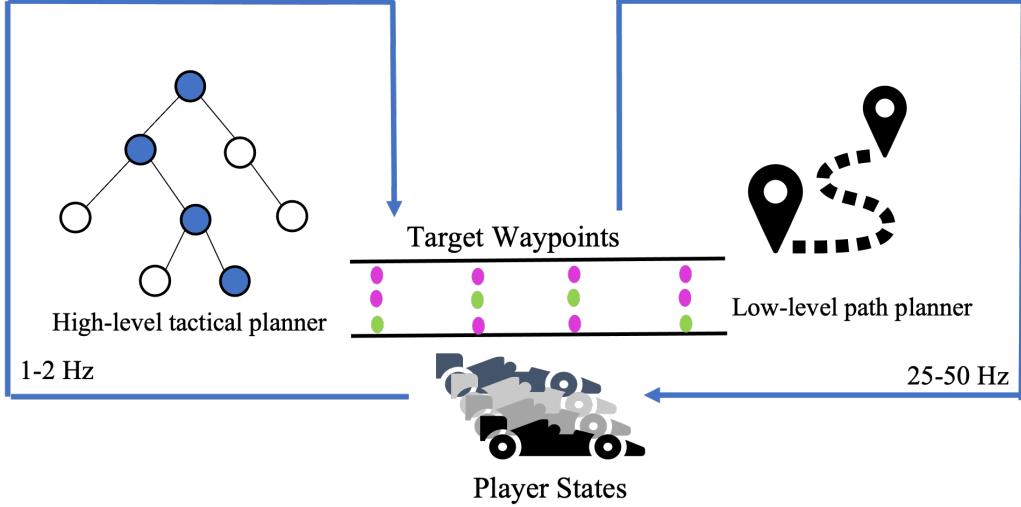 Target Waypoints
High-level tactical planner
Low-level path planner
1-2 Hz
25-50 Hz
Player States